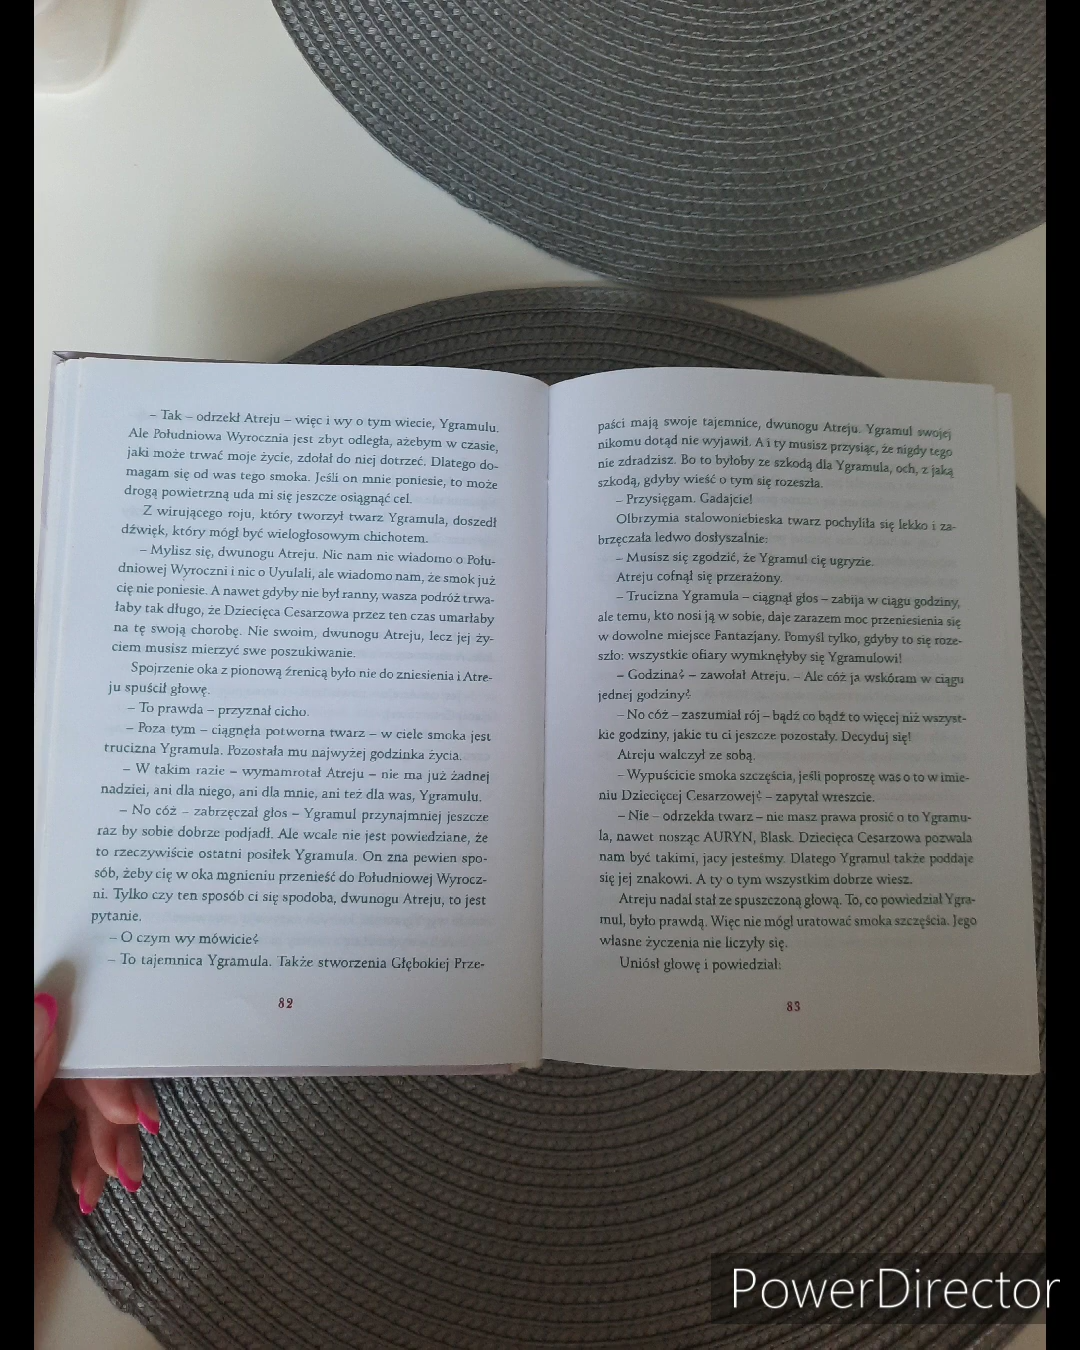 – Tak – odrzekł Atreju – więc i wy o tym wiecie, Ygramulu.
Ale Południowa Wyrocznia jest zbyt odległa, ażebym w czasie,
jaki może trwać moje życie, zdołał do niej dotrzeć. Dlatego do-
magam się od was tego smoka. Jeśli on mnie poniesie, to może
drogą powietrzną uda mi się jeszcze osiągnąć cel.
Z wirującego roju, który tworzył twarz Ygramula, doszedł
dźwięk, który mógł być wielogłosowym chichotem.
– Mylisz się, dwunogu Atreju. Nic nam nie wiadomo o Połu-
dniowej Wyroczni i nic o Uyulali, ale wiadomo nam, że smok już
cię nie poniesie. A nawet gdyby nie był ranny, wasza podróż trwa-
łaby tak długo, że Dziecięca Cesarzowa przez ten czas umarłaby
na tę swoją chorobę. Nie swoim, dwunogu Atreju, lecz jej ży-
ciem musisz mierzyć swe poszukiwanie.
Spojrzenie oka z pionową źrenicą było nie do zniesienia i Atre-
ju spuścił głowę.
– To prawda – przyznał cicho.
– Poza tym – ciągnęła potworna twarz – w ciele smoka jest
trucizna Ygramula. Pozostała mu najwyżej godzinka życia.
– W takim razie – wymamrotał Atreju – nie ma już żadnej
nadziei, ani dla niego, ani dla mnie, ani też dla was, Ygramulu.
– No cóż – zabrzęczał głos – Ygramul przynajmniej jeszcze
raz by sobie dobrze podjadł. Ale wcale nie jest powiedziane, że
to rzeczywiście ostatni posiłek Ygramula. On zna pewien spo-
sób, żeby cię w oka mgnieniu przenieść do Południowej Wyrocz-
ni. Tylko czy ten sposób ci się spodoba, dwunogu Atreju, to jest
pytanie.
– O czym wy mówicie?
– To tajemnica Ygramula. Także stworzenia Głębokiej Prze-
82
paści mają swoje tajemnice, dwunogu Atreju. Ygramul swojej
nikomu dotąd nie wyjawił. A i ty musisz przysiąc, że nigdy tego
nie zdradzisz. Bo to byłoby ze szkodą dla Ygramula, och, z jaką
szkodą, gdyby wieść o tym się rozeszła.
– Przysięgam. Gadajcie!
Olbrzymia stalowoniebieska twarz pochyliła się lekko i za-
brzęczała ledwo dosłyszalnie:
– Musisz się zgodzić, że Ygramul cię ugryzie.
Atreju cofnął się przerażony.
– Trucizna Ygramula – ciągnął głos – zabija w ciągu godziny,
ale temu, kto nosi ją w sobie, daje zarazem moc przeniesienia się
w dowolne miejsce Fantazjany. Pomyśl tylko, gdyby to się roze-
szło: wszystkie ofiary wymknęłyby się Ygramulowi!
– Godzina? – zawołał Atreju. – Ale cóż ja wskóram w ciągu
jednej godziny?
– No cóż – zaszumiał rój – bądź co bądź to więcej niż wszyst-
kie godziny, jakie tu ci jeszcze pozostały. Decyduj się!
Atreju walczył ze sobą.
– Wypuścicie smoka szczęścia, jeśli poproszę was o to w imie-
niu Dziecięcej Cesarzowej? – zapytał wreszcie.
– Nie – odrzekła twarz – nie masz prawa prosić o to Ygramu-
la, nawet nosząc AURYN, Blask. Dziecięca Cesarzowa pozwala
nam być takimi, jacy jesteśmy. Dlatego Ygramul także poddaje
się jej znakowi. A ty o tym wszystkim dobrze wiesz.
Atreju nadal stał ze spuszczoną głową. To, co powiedział Ygra-
mul, było prawdą. Więc nie mógł uratować smoka szczęścia. Jego
własne życzenia nie liczyły się.
Uniósł głowę i powiedział:
83
PowerDirector